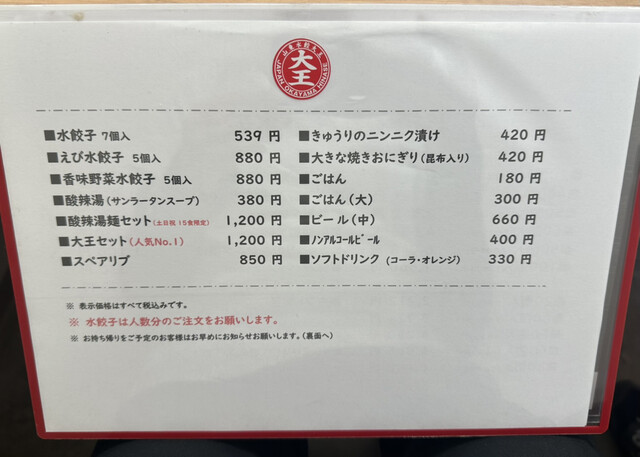 山東水餃大王
大王
JAPAN OKAYAMA HINASE
■水餃子 7個入 539 円
■えび水餃子 5個入 880 円
■香味野菜水餃子 5個入 880 円
■酸辣湯(サンラータンスープ) 380 円
■酸辣湯麺セット(土日祝 15食限定) 1,200 円
■大王セット(人気No.1) 1,200 円
■スペアリブ 850 円
■きゅうりのニンニク漬け 420 円
■大きな焼きおにぎり(昆布入り) 420 円
■ごはん 180 円
■ごはん(大) 300 円
■ビール(中) 660 円
■ノンアルコールビール 400 円
■ソフトドリンク (コーラ・オレンジ) 330 円
※ 表示価格はすべて税込みです。
※ 水餃子は人数分のご注文をお願いします。
※ お持ち帰りをご予定のお客様はお早めにお知らせお願いします。(裏面へ)